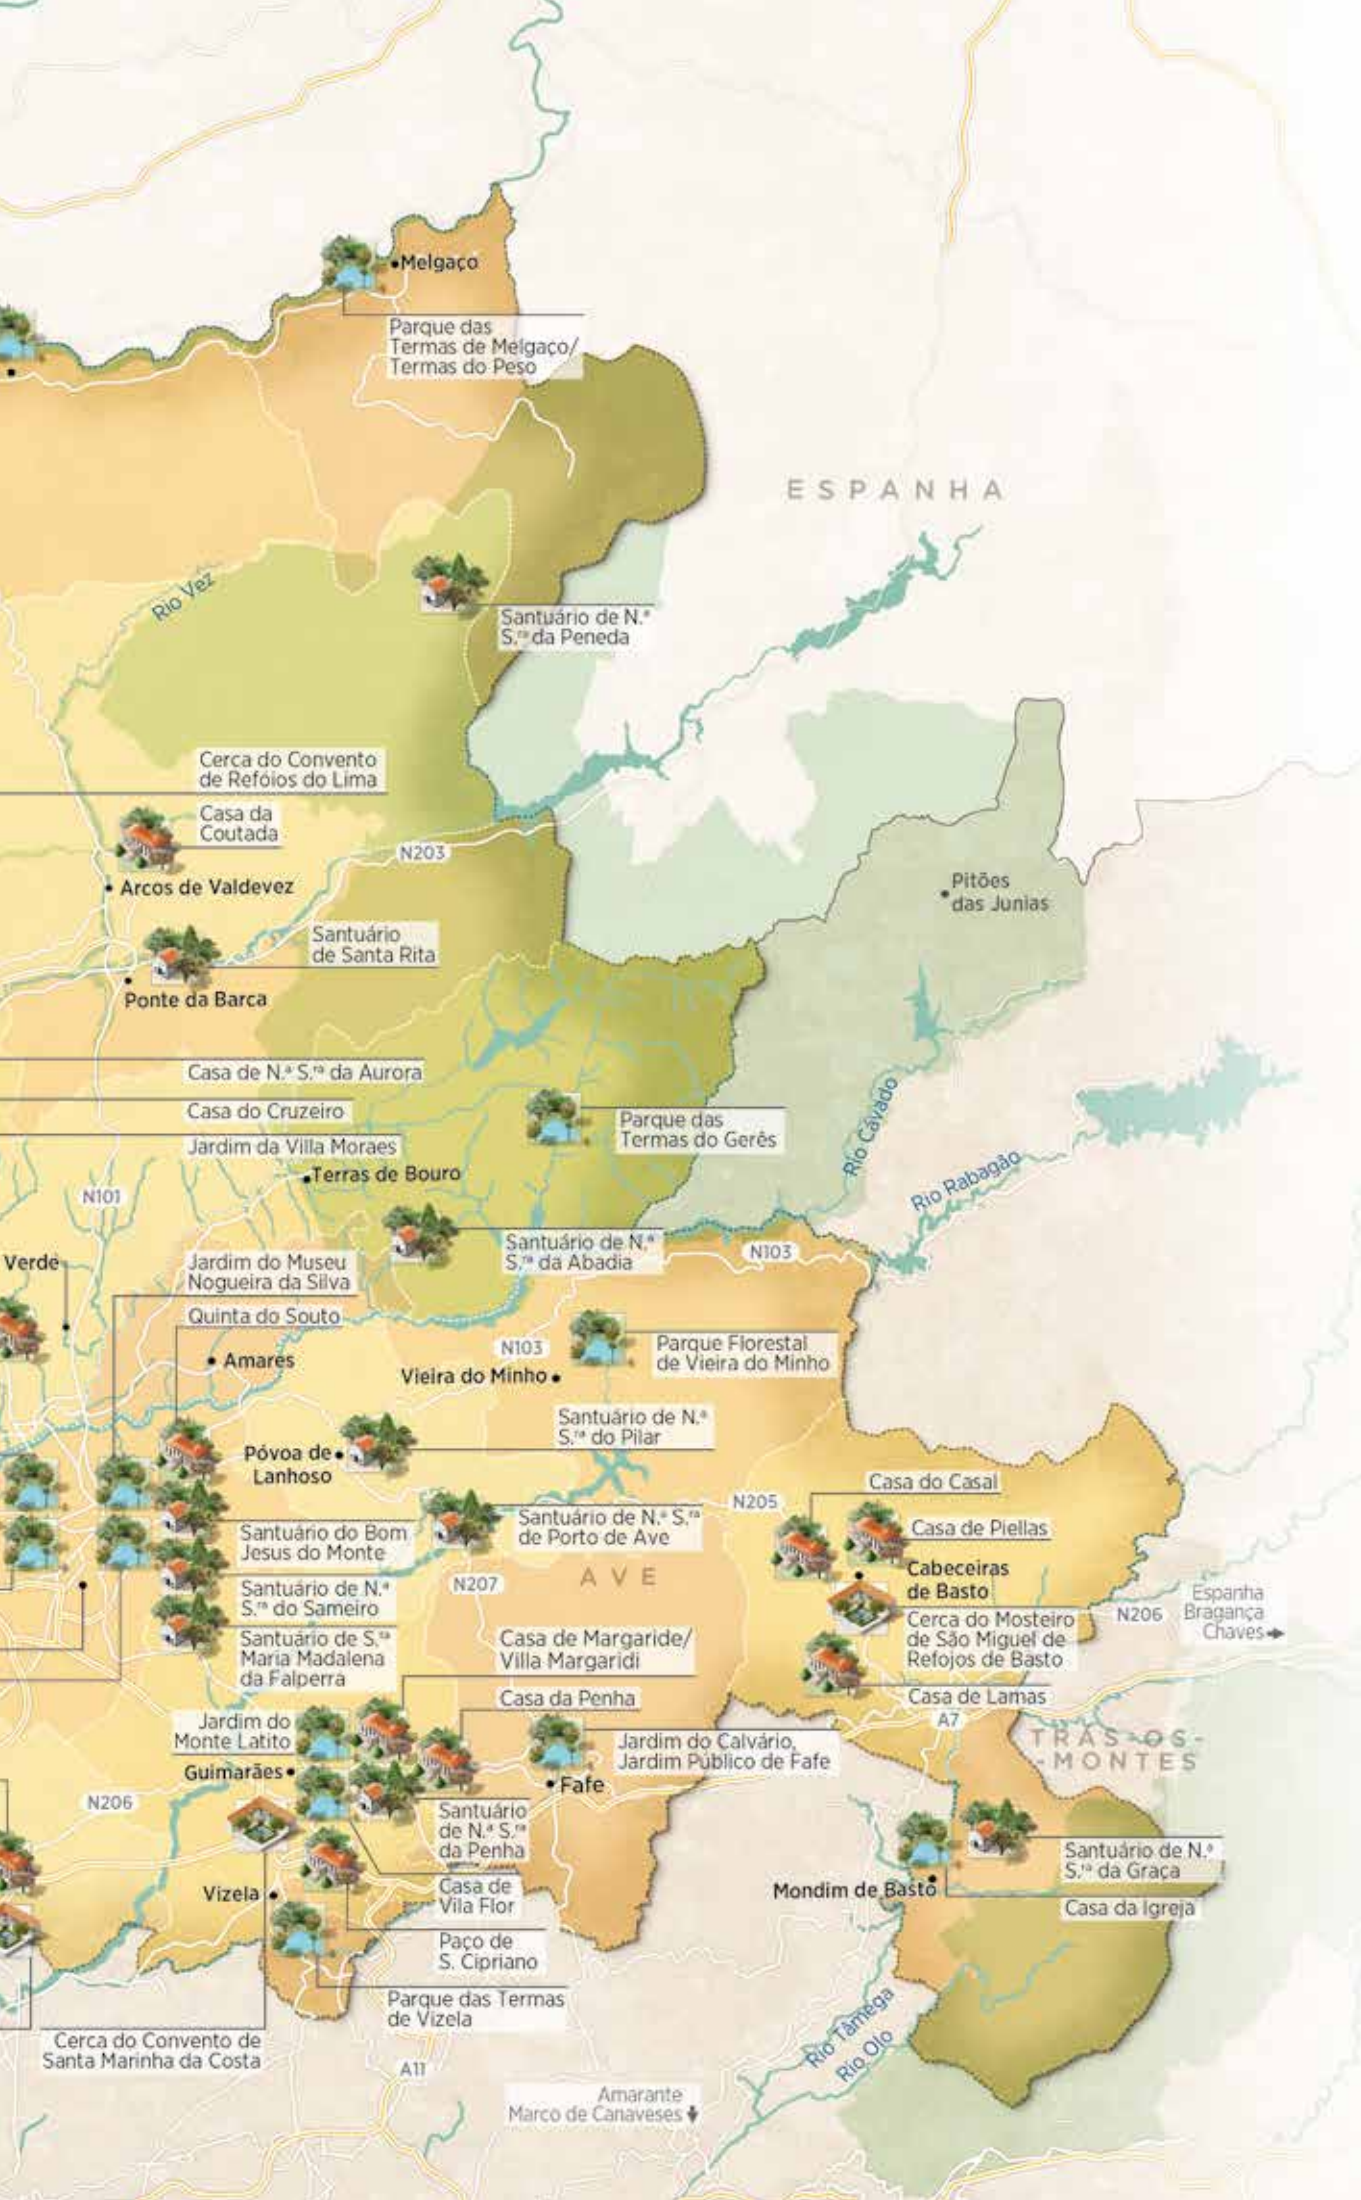 Melgaço
Parque das
Termas de Melgaço/
Termas do Peso
ESPANHA
Rio Vez
Santuário de N.ª
S.ʳᵃ da Peneda
Cerca do Convento
de Refóios do Lima
Casa da
Coutada
N203
Arcos de Valdevez
Pitões
das Junias
Santuário
de Santa Rita
Ponte da Barca
Casa de N.ª S.ʳᵃ da Aurora
Casa do Cruzeiro
Jardim da Villa Moraes
Parque das
Termas do Gerês
Rio Cávado
Rio Rabagão
Terras de Bouro
N101
Santuário de N.ª
S.ʳᵃ da Abadia
N103
Verde
Jardim do Museu
Nogueira da Silva
Quinta do Souto
Amares
N103
Vieira do Minho
Parque Florestal
de Vieira do Minho
Santuário de N.ª
S.ʳᵃ do Pilar
Póvoa de
Lanhoso
Casa do Casal
N205
Santuário de N.ª S.ʳᵃ
de Porto de Ave
Casa de Piellas
Santuário do Bom
Jesus do Monte
AVE
N207
Cabeceiras
de Basto
Santuário de N.ª
S.ʳᵃ do Sameiro
Cerca do Mosteiro
de São Miguel de
Refojos de Basto
N206
Espanha
Bragança
Chaves
Santuário de S.ᵗᵃ
Maria Madalena
da Falperra
Casa de Margaride/
Villa Margaridi
Casa da Penha
Casa de Lamas
A7
TRÁS-OS-
-MONTES
Jardim do
Monte Latito
Jardim do Calvário,
Jardim Público de Fafe
Guimarães
Fafe
N206
Santuário
de N.ª S.ʳᵃ
da Penha
Santuário de N.ª
S.ʳᵃ da Graça
Vizela
Casa de
Vila Flor
Mondim de Basto
Casa da Igreja
Paço de
S. Cipriano
Parque das Termas
de Vizela
Rio Tâmega
Rio Olo
Cerca do Convento de
Santa Marinha da Costa
A11
Amarante
Marco de Canaveses